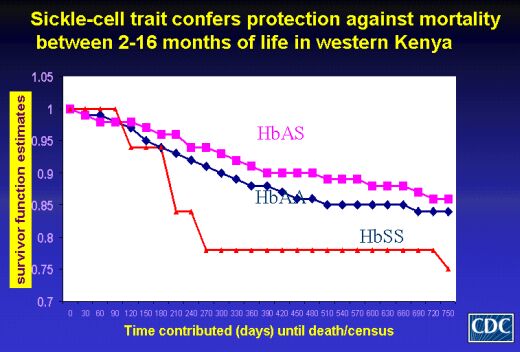 Sickle-cell trait confers protection against mortality
between 2-16 months of life in western Kenya
survivor function estimates
1.05
1
0.95
0.9
0.85
0.8
0.75
0.7
HbAS
HbAA
HbSS
0 30 60 90 120 150 180 210 240 270 300 330 360 390 420 450 480 510 540 570 600 630 660 690 720 750
Time contributed (days) until death/census
CDC